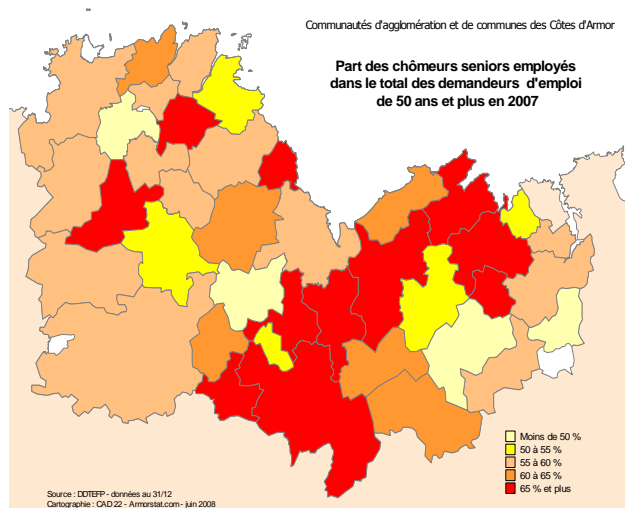 Communautés d'agglomération et de communes des Côtes d'Armor
Part des chômeurs seniors employés
dans le total des demandeurs d'emploi
de 50 ans et plus en 2007
Moins de 50 %
50 à 55 %
55 à 60 %
60 à 65 %
65 % et plus
Source : DDTEFP - données au 31/12
Cartographie : CAD 22 - Armorstat.com - juin 2008